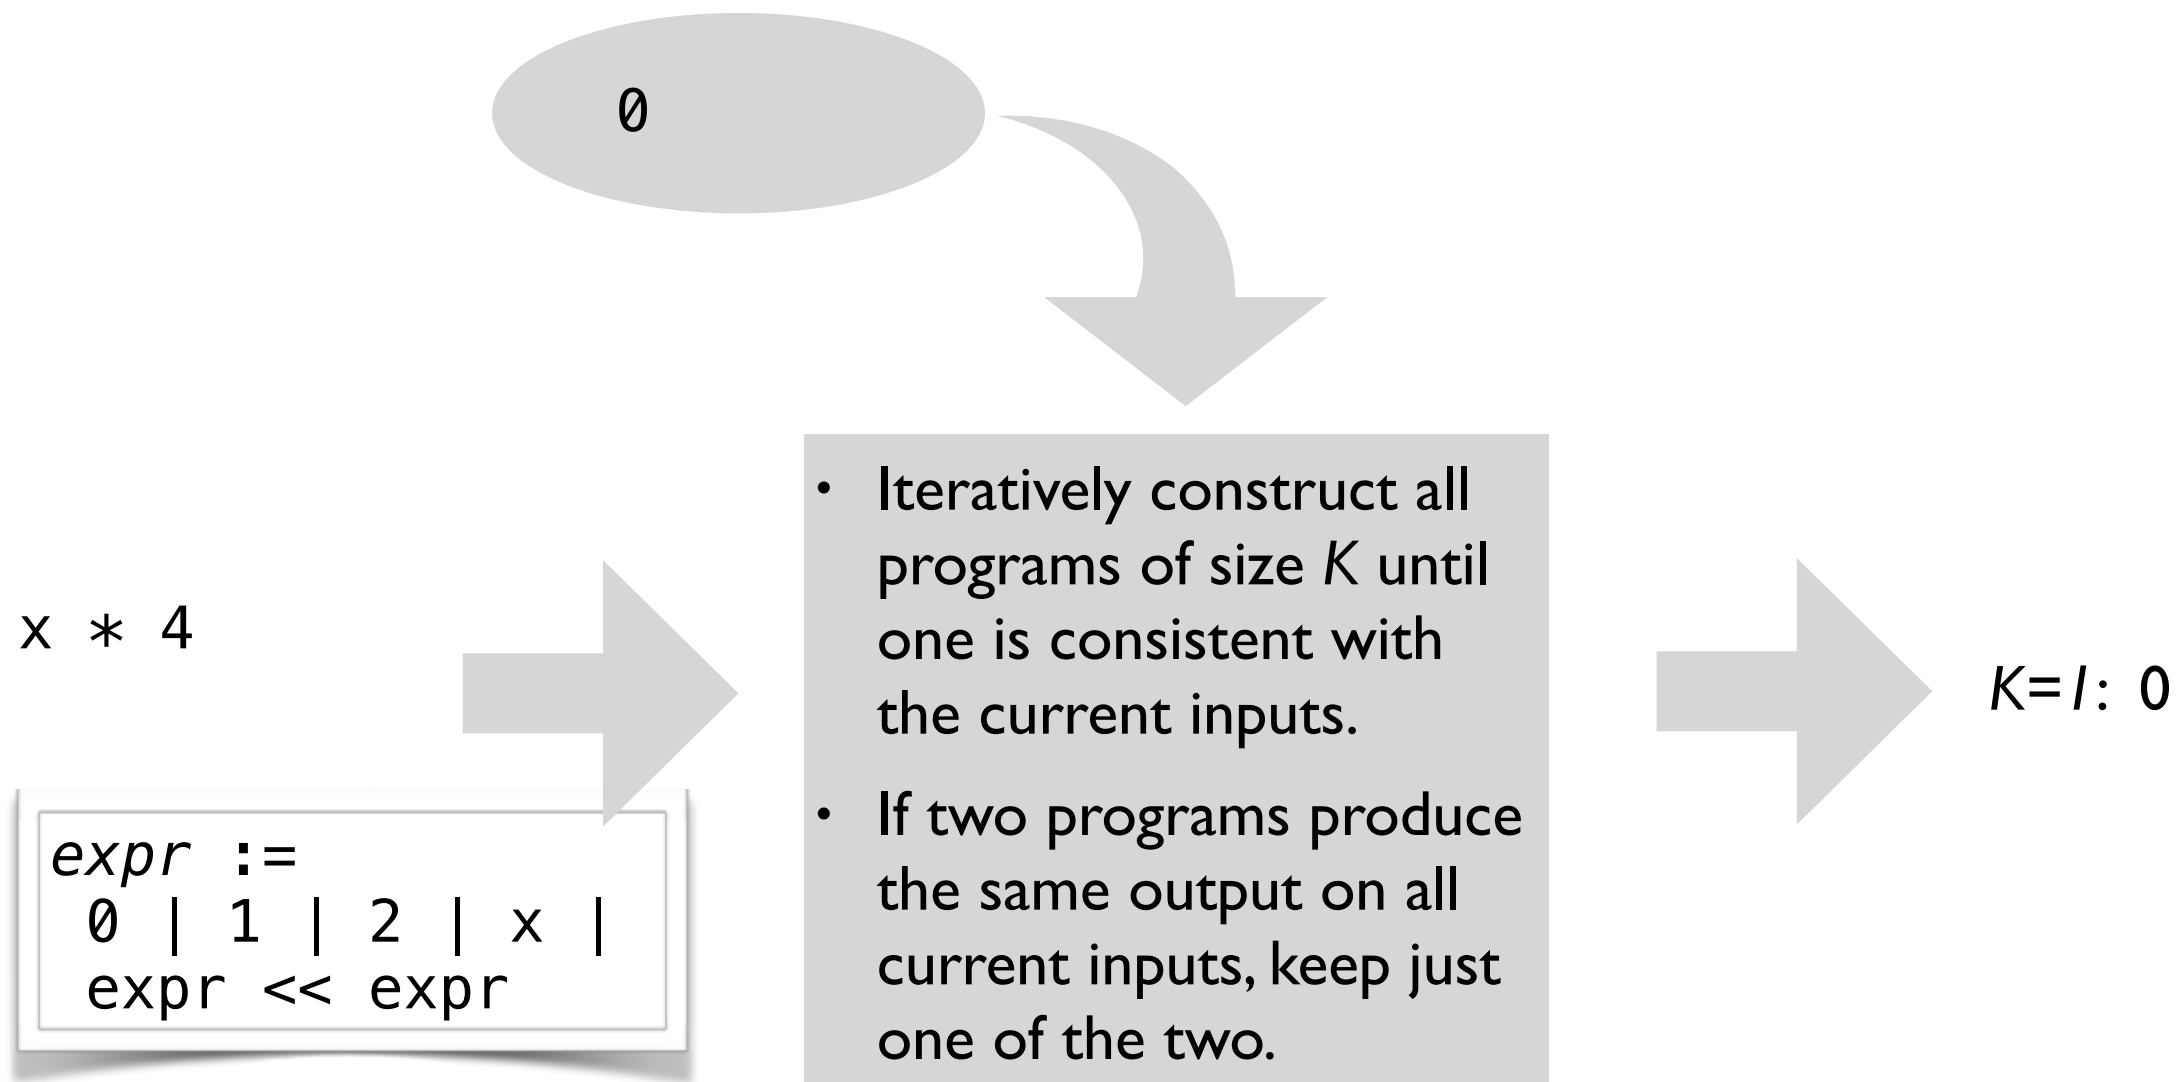 0
x * 4
expr :=
0 | 1 | 2 | x |
expr << expr
• Iteratively construct all
programs of size K until
one is consistent with
the current inputs.
• If two programs produce
the same output on all
current inputs, keep just
one of the two.
K=1: 0